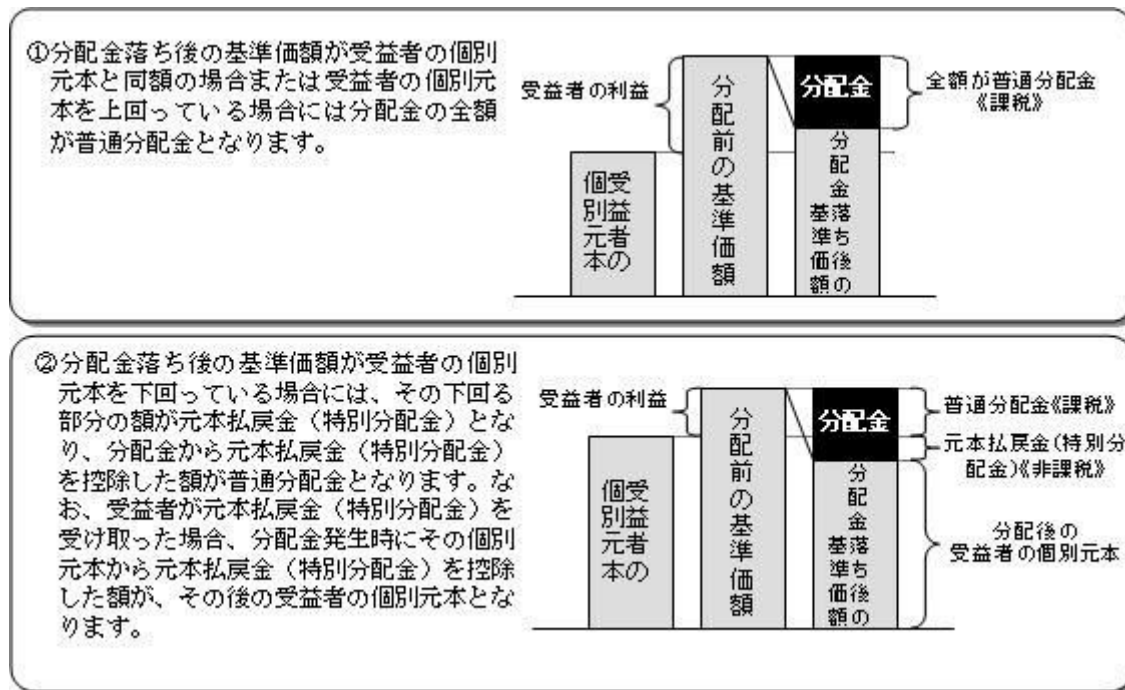 ①分配金落ち後の基準価額が受益者の個別
元本と同額の場合または受益者の個別元
本を上回っている場合には分配金の全額
が普通分配金となります。
受益者の利益
受益者の
個別元本
分配前の基準価額
分配金
分配金落ち後の
基準価額
全額が普通分配金
《課税》
②分配金落ち後の基準価額が受益者の個別
元本を下回っている場合には、その下回る
部分の額が元本払戻金（特別分配金）とな
り、分配金から元本払戻金（特別分配金）
を控除した額が普通分配金となります。な
お、受益者が元本払戻金（特別分配金）を
受け取った場合、分配金発生時にその個別
元本から元本払戻金（特別分配金）を控除
した額が、その後の受益者の個別元本とな
ります。
受益者の利益
受益者の
個別元本
分配前の基準価額
分配金
分配金落ち後の
基準価額
普通分配金《課税》
元本払戻金（特別分
配金）《非課税》
分配後の
受益者の個別元本